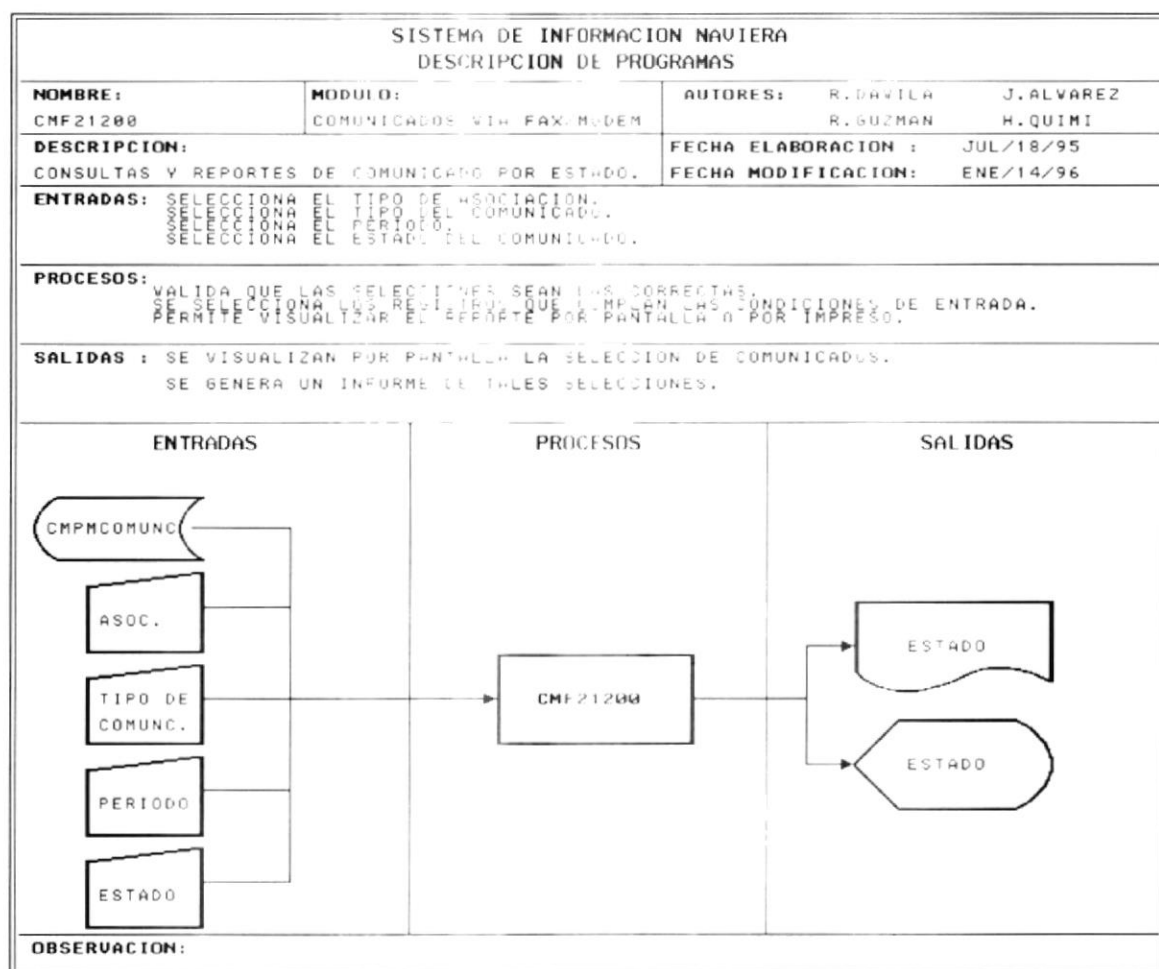 SISTEMA DE INFORMACION NAVIERA
DESCRIPCION DE PROGRAMAS
NOMBRE:
CMF21200
MODULO:
COMUNICADOS VIA FAX/MODEM
AUTORES: R.DAVILA J.ALVAREZ
R.GUZMAN H.QUIMI
DESCRIPCION:
CONSULTAS Y REPORTES DE COMUNICADO POR ESTADO.
FECHA ELABORACION : JUL/18/95
FECHA MODIFICACION: ENE/14/96
ENTRADAS: SELECCIONA EL TIPO DE ASOCIACION.
SELECCIONA EL TIPO DEL COMUNICADO.
SELECCIONA EL PERIODO.
SELECCIONA EL ESTADO DEL COMUNICADO.
PROCESOS:
VALIDA QUE LAS SELECCIONES SEAN LAS CORRECTAS.
SE SELECCIONA LOS REGISTROS QUE CUMPLAN LAS CONDICIONES DE ENTRADA.
PERMITE VISUALIZAR EL REPORTE POR PANTALLA O POR IMPRESO.
SALIDAS : SE VISUALIZAN POR PANTALLA LA SELECCION DE COMUNICADOS.
SE GENERA UN INFORME DE TALES SELECCIONES.
ENTRADAS
PROCESOS
SALIDAS
CMPMCOMUNC
ASOC.
TIPO DE
COMUNC.
PERIODO
ESTADO
CMF21200
ESTADO
ESTADO
OBSERVACION: